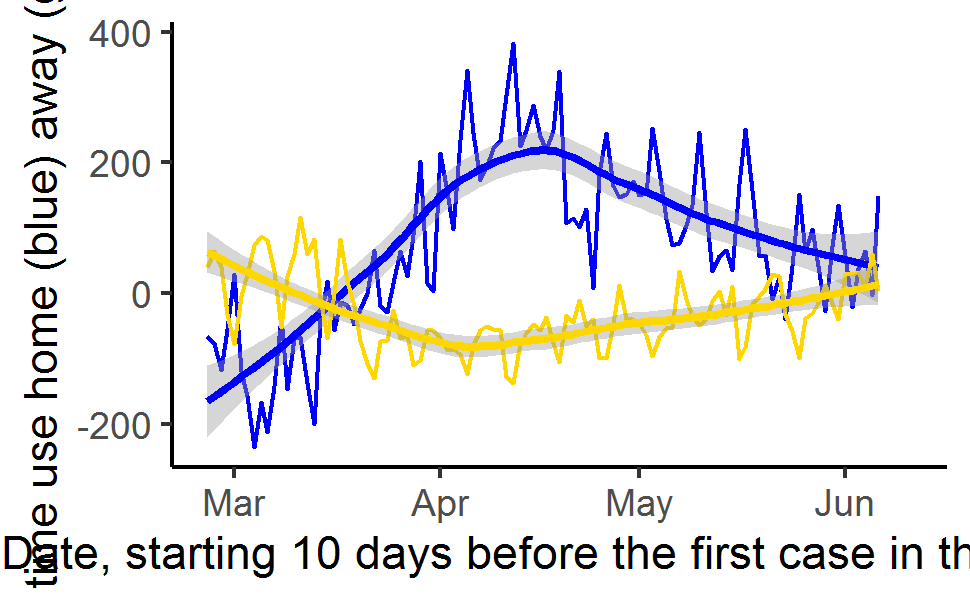 time use home (blue) away (
400
200
0
-200
Mar Apr May Jun
Date, starting 10 days before the first case in th